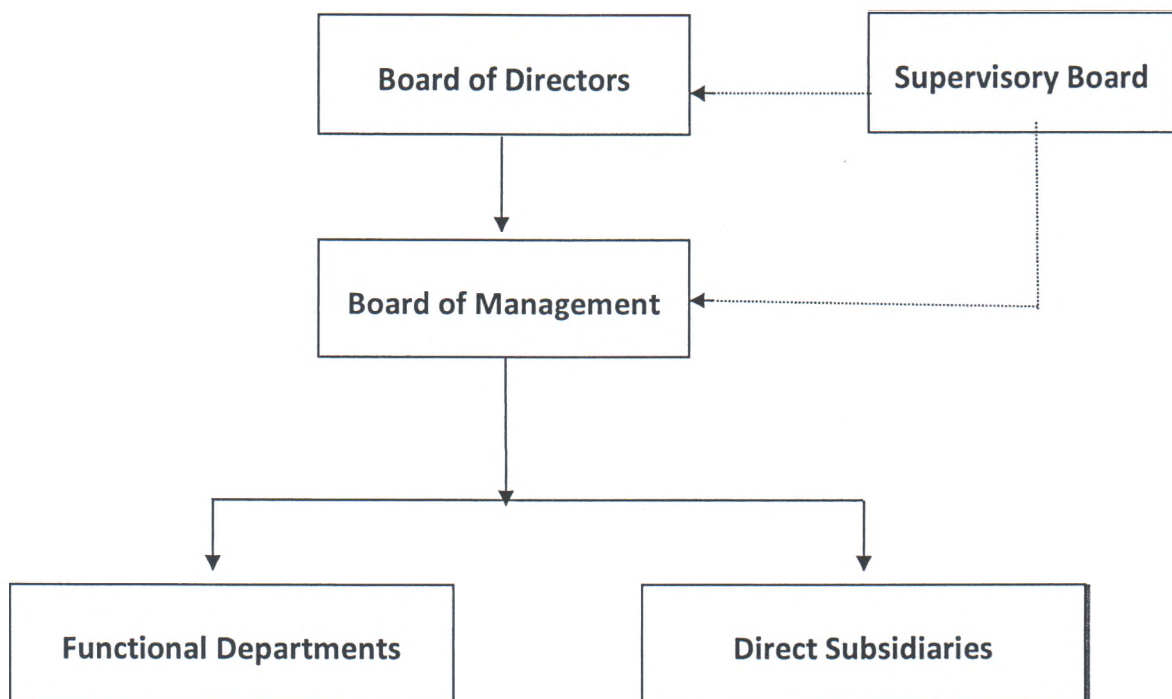 Board of Directors
Supervisory Board
Board of Management
Functional Departments
Direct Subsidiaries